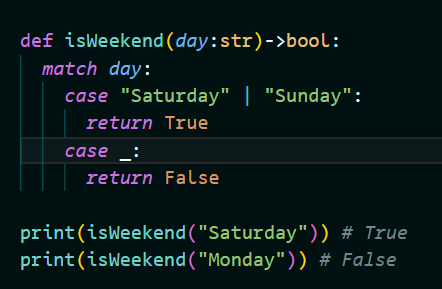 def isWeekend(day:str)->bool:
  match day:
    case "Saturday" | "Sunday":
      return True
    case _:
      return False

print(isWeekend("Saturday")) # True
print(isWeekend("Monday")) # False